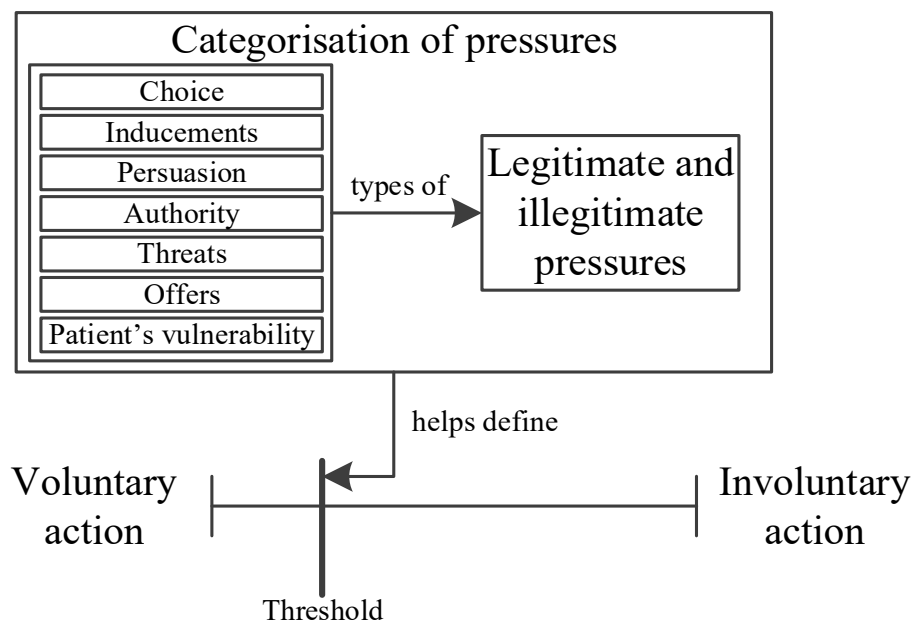 Categorisation of pressures
Choice
Inducements
Persuasion
Authority
Threats
Offers
Patient’s vulnerability
types of
Legitimate and
illegitimate
pressures
helps define
Voluntary
action
Involuntary
action
Threshold